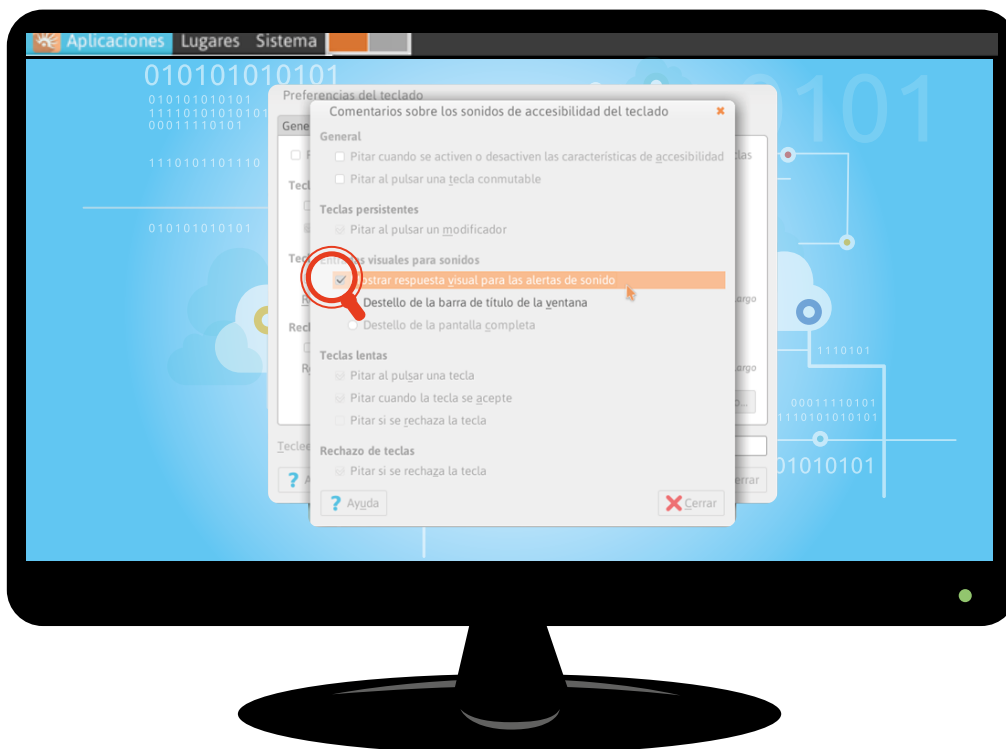 Aplicaciones Lugares Sistema
010101010101
010101010101
11110101010101
00011110101
1110101101110
010101010101
0101
Preferencias del teclado
Comentarios sobre los sonidos de accesibilidad del teclado
General
Pitar cuando se activen o desactiven las características de accesibilidad
Pitar al pulsar una tecla conmutable
Teclas persistentes
Pitar al pulsar un modificador
visuales para sonidos
Mostrar respuesta visual para las alertas de sonido
Destello de la barra de título de la ventana
Destello de la pantalla completa
Teclas lentas
Pitar al pulsar una tecla
Pitar cuando la tecla se acepte
Pitar si se rechaza la tecla
Rechazo de teclas
Pitar si se rechaza la tecla
Ayuda
Cerrar
1110101
00011110101
1110101010101
01010101